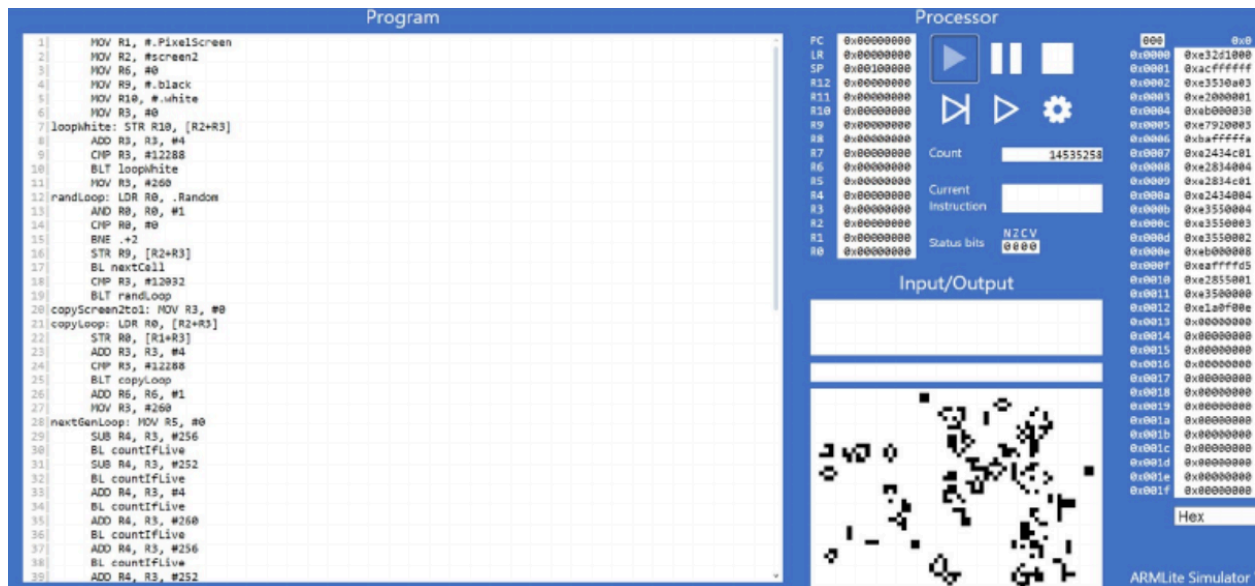 Program
1 MOV R1, #.PixelScreen
2 MOV R2, #screen2
3 MOV R6, #0
4 MOV R9, #.black
5 MOV R10, #.white
6 MOV R3, #0
7 loopWhite: STR R10, [R2+R3]
8 ADD R3, R3, #4
9 CMP R3, #12288
10 BLT loopWhite
11 MOV R3, #260
12 randLoop: LDR R0, .Random
13 AND R0, R0, #1
14 CMP R0, #0
15 BNE .+2
16 STR R9, [R2+R3]
17 BL nextCell
18 CMP R3, #12032
19 BLT randLoop
20 copyScreen2to1: MOV R3, #0
21 copyLoop: LDR R0, [R2+R3]
22 STR R0, [R1+R3]
23 ADD R3, R3, #4
24 CMP R3, #12288
25 BLT copyLoop
26 ADD R6, R6, #1
27 MOV R3, #260
28 nextGenLoop: MOV R5, #0
29 SUB R4, R3, #256
30 BL countIfLive
31 SUB R4, R3, #252
32 BL countIfLive
33 ADD R4, R3, #4
34 BL countIfLive
35 ADD R4, R3, #260
36 BL countIfLive
37 ADD R4, R3, #256
38 BL countIfLive
39 ADD R4, R3, #252
Processor
PC 0x00000000
LR 0x00000000
SP 0x00100000
R12 0x00000000
R11 0x00000000
R10 0x00000000
R9 0x00000000
R8 0x00000000
R7 0x00000000
R6 0x00000000
R5 0x00000000
R4 0x00000000
R3 0x00000000
R2 0x00000000
R1 0x00000000
R0 0x00000000
Count 14535258
Current
Instruction
Status bits
NZCV
0000
Input/Output
000 0x0
0x0000 0xe32d1000
0x0001 0xacffffff
0x0002 0xe3530a03
0x0003 0xe2000001
0x0004 0xeb000030
0x0005 0xe7920003
0x0006 0xbafffffa
0x0007 0xe2434c01
0x0008 0xe2834004
0x0009 0xe2834c01
0x000a 0xe2434004
0x000b 0xe3550004
0x000c 0xe3550003
0x000d 0xe3550002
0x000e 0xeb000008
0x000f 0xeaffffd5
0x0010 0xe2855001
0x0011 0xe3500000
0x0012 0xe1a0f00e
0x0013 0x00000000
0x0014 0x00000000
0x0015 0x00000000
0x0016 0x00000000
0x0017 0x00000000
0x0018 0x00000000
0x0019 0x00000000
0x001a 0x00000000
0x001b 0x00000000
0x001c 0x00000000
0x001d 0x00000000
0x001e 0x00000000
0x001f 0x00000000
Hex
ARMLite Simulator